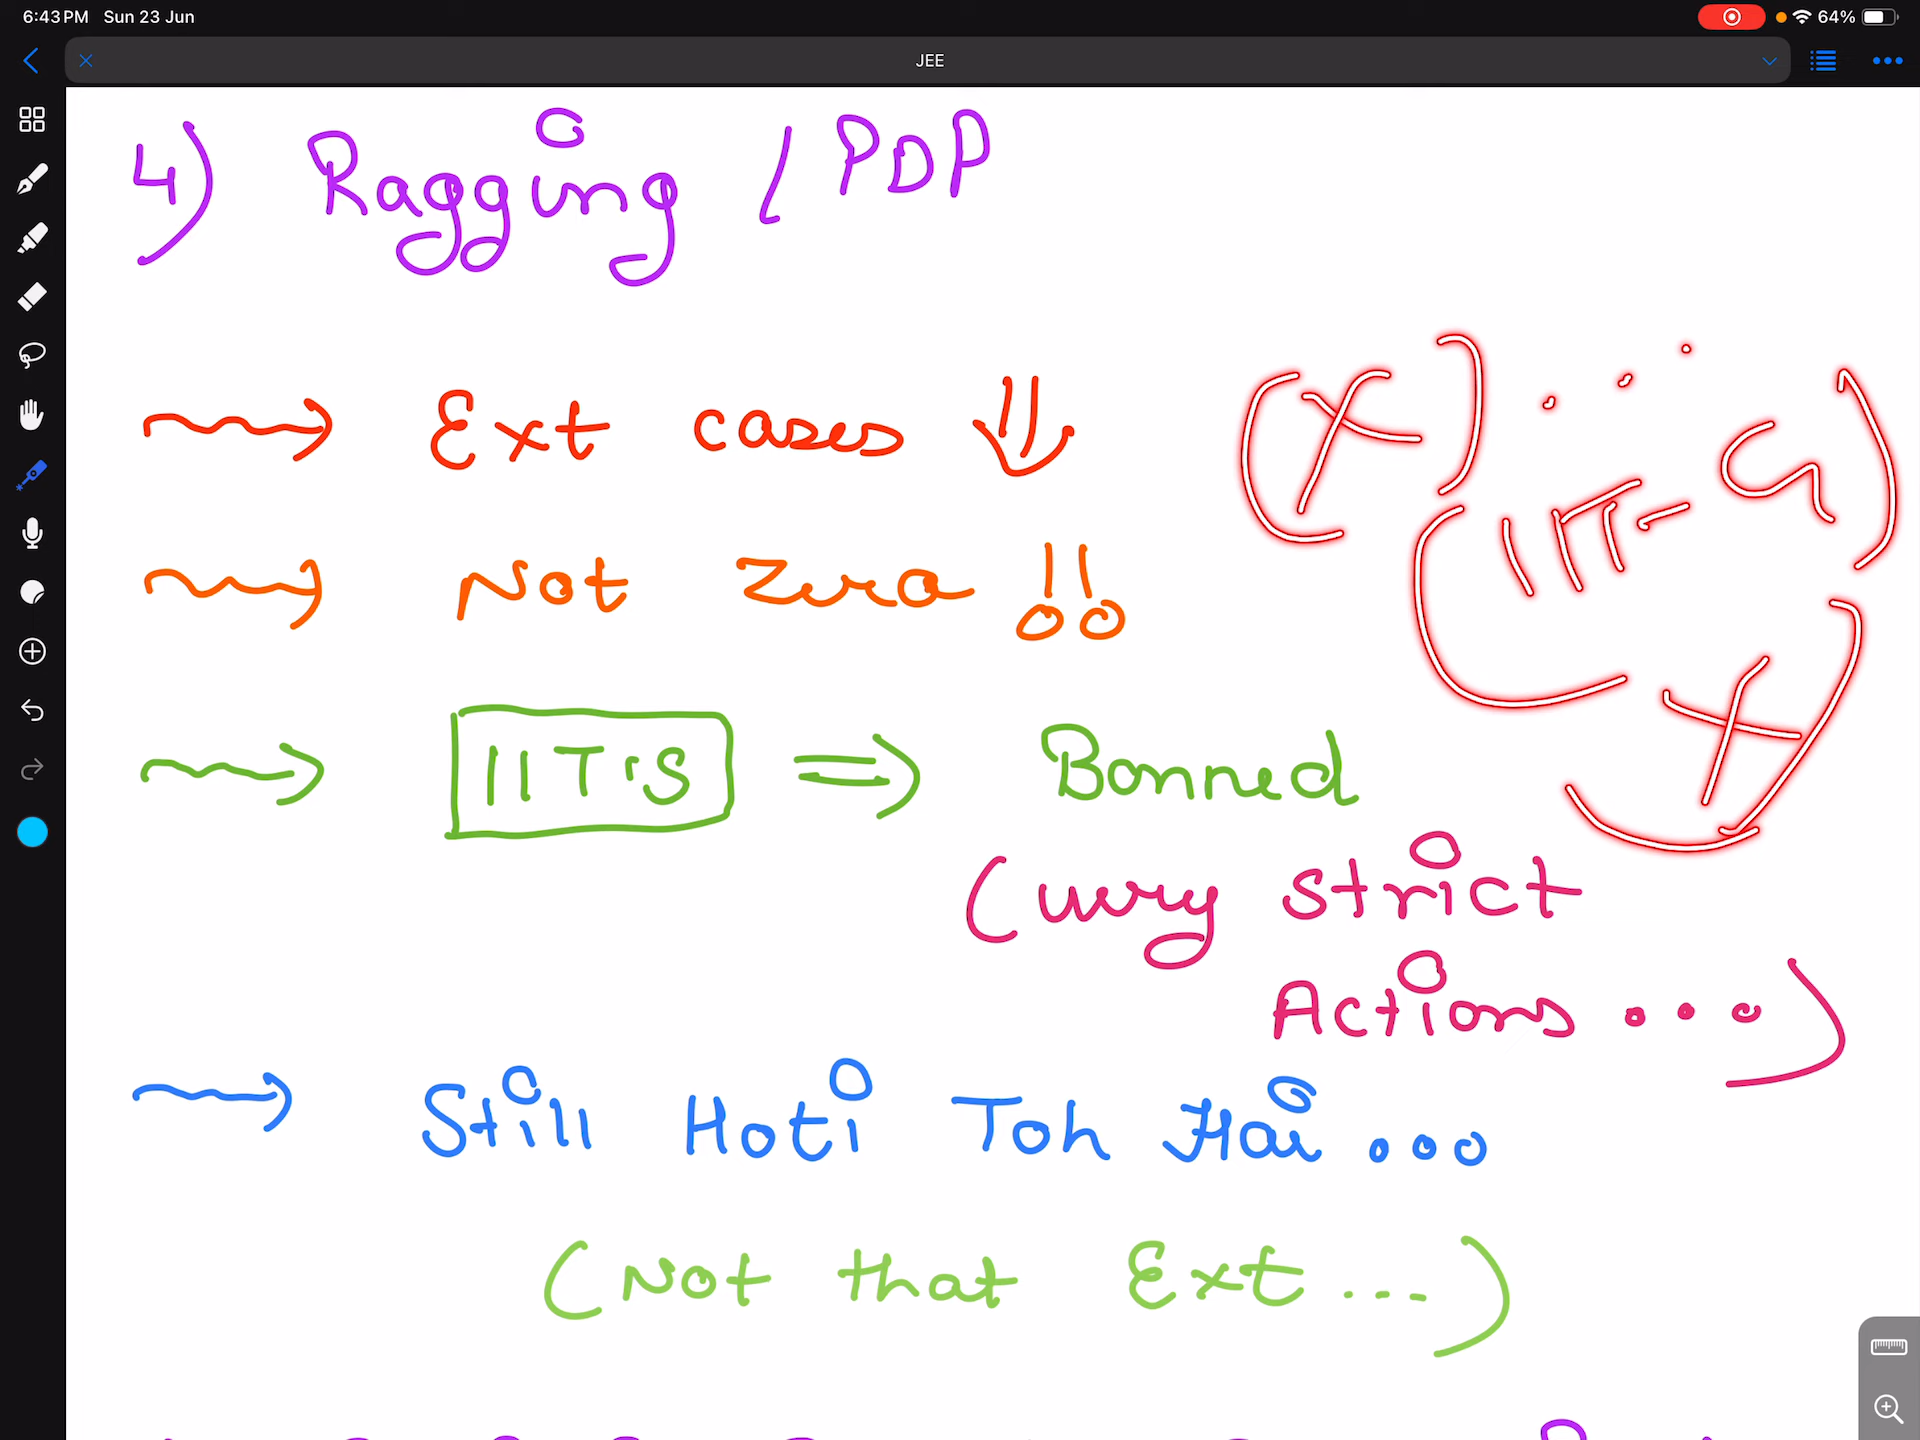 6:43 PM Sun 23 Jun
64%
JEE
4) Ragging / PDP
Ext cases
(X) ...
Not Zero !!
(IIT-G)
X
IIT's ⇒ Banned
(very strict
Actions ...)
Still Hoti Toh Hai ...
(Not that Ext ...)